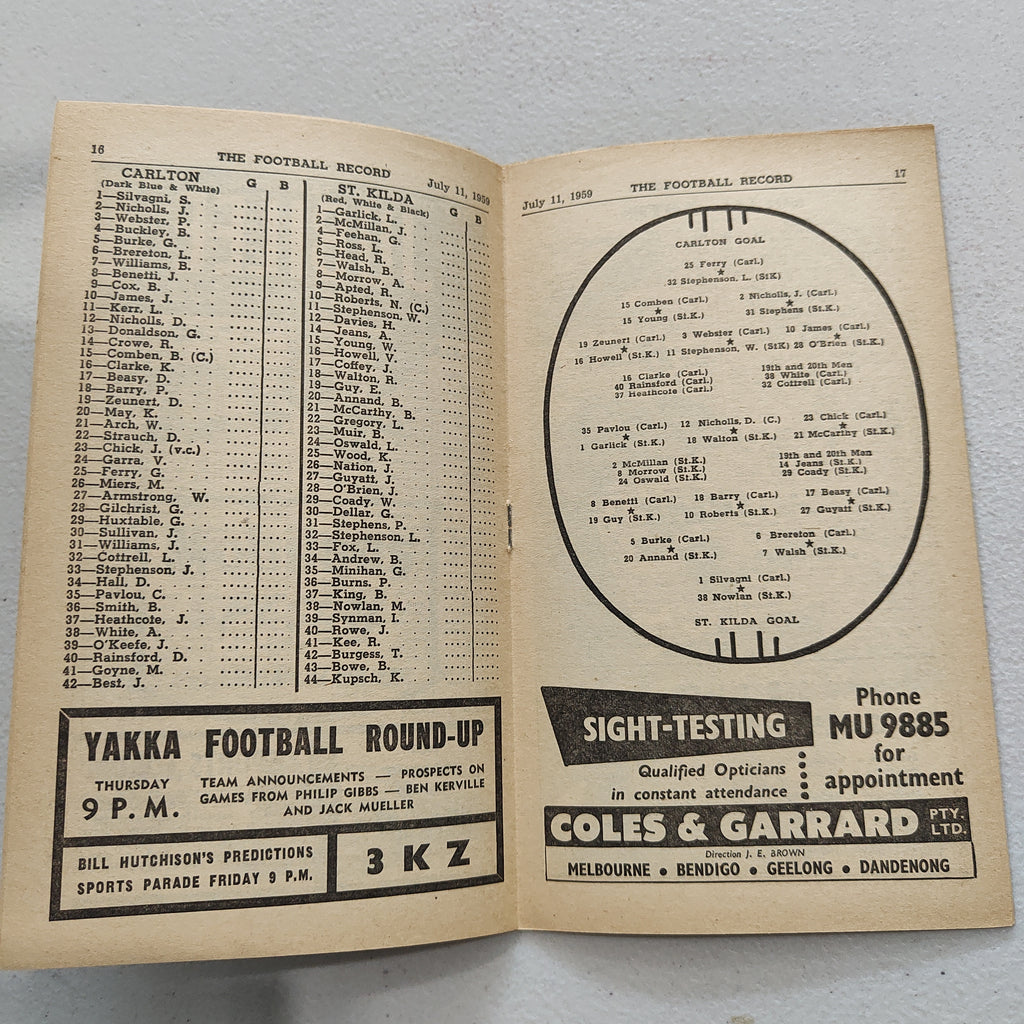 16
THE FOOTBALL RECORD
July 11, 1959
CARLTON
(Dark Blue & White)
G B
1—Silvagni, S.
2—Nicholls, J.
3—Webster, P.
4—Buckley, B.
5—Burke, G.
6—Brereton, L.
7—Williams, B.
8—Benetti, J.
9—Cox, B.
10—James, J.
11—Kerr, L.
12—Nicholls, D.
13—Donaldson, G.
14—Crowe, R.
15—Comben, B. (C.)
16—Clarke, K.
17—Beasy, D.
18—Barry, P.
19—Zeunert, D.
20—May, K.
21—Arch, W.
22—Strauch, D.
23—Chick, J. (v.c.)
24—Garra, V.
25—Ferry, G.
26—Miers, M.
27—Armstrong, W.
28—Gilchrist, G.
29—Huxtable, G.
30—Sullivan, J.
31—Williams, J.
32—Cottrell, L.
33—Stephenson, J.
34—Hall, D.
35—Pavlou, C.
36—Smith, B.
37—Heathcote, J.
38—White, A.
39—O'Keefe, J.
40—Rainsford, D.
41—Goyne, M.
42—Best, J.
ST. KILDA
(Red, White & Black)
G B
1—Garlick, L.
2—McMillan, J.
4—Feehan, G.
5—Ross, L.
6—Head, R.
7—Walsh, B.
8—Morrow, A.
9—Apted, R.
10—Roberts, N. (C.)
11—Stephenson, W.
12—Davies, H.
14—Jeans, A.
15—Young, W.
16—Howell, V.
17—Coffey, J.
18—Walton, R.
19—Guy, E.
20—Annand, B.
21—McCarthy, B.
22—Gregory, L.
23—Muir, B.
24—Oswald, L.
25—Wood, K.
26—Nation, J.
27—Guyatt, J.
28—O'Brien, J.
29—Coady, W.
30—Dellar, G.
31—Stephens, P.
32—Stephenson, L.
33—Fox, L.
34—Andrew, B.
35—Minihan, G.
36—Burns. P.
37—King, B.
38—Nowlan, M.
39—Synman, I.
40—Rowe, J.
41—Kee, R.
42—Burgess, T.
43—Bowe, B.
44—Kupsch, K.
YAKKA FOOTBALL ROUND-UP
THURSDAY
9 P.M.
TEAM ANNOUNCEMENTS — PROSPECTS ON
GAMES FROM PHILIP GIBBS — BEN KERVILLE
AND JACK MUELLER
BILL HUTCHISON'S PREDICTIONS
SPORTS PARADE FRIDAY 9 P.M.
3 K Z
July 11, 1959
THE FOOTBALL RECORD
17
CARLTON GOAL
25 Ferry (Carl.)
32 Stephenson, L. (StK)
15 Comben (Carl.) 2 Nicholls, J. (Carl.)
15 Young (St.K.) 31 Stephens (St.K.)
19 Zeunert (Carl.) 3 Webster (Carl.) 10 James (Carl.)
16 Howell (St.K.) 11 Stephenson, W. (StK) 28 O'Brien (St.K.)
16 Clarke (Carl.)
40 Rainsford (Carl.)
37 Heathcote (Carl.)
19th and 20th Men
38 White (Carl.)
32 Cottrell (Carl.)
35 Pavlou (Carl.) 12 Nicholls, D. (C.) 23 Chick (Carl.)
1 Garlick (St.K.) 18 Walton (St.K.) 21 McCarthy (St.K.)
2 McMillan (St.K.)
8 Morrow (St.K.)
24 Oswald (St.K.)
19th and 20th Men
14 Jeans (St.K.)
29 Coady (St.K.)
8 Benetti (Carl.) 18 Barry (Carl.) 17 Beasy (Carl.)
19 Guy (St.K.) 10 Roberts (St.K.) 27 Guyatt (St.K.)
5 Burke (Carl.) 6 Brereton (Carl.)
20 Annand (St.K.) 7 Walsh (St.K.)
1 Silvagni (Carl.)
38 Nowlan (St.K.)
ST. KILDA GOAL
SIGHT-TESTING
Qualified Opticians
in constant attendance
Phone
MU 9885
for
appointment
COLES & GARRARD PTY. LTD.
Direction J. E. BROWN
MELBOURNE • BENDIGO • GEELONG • DANDENONG